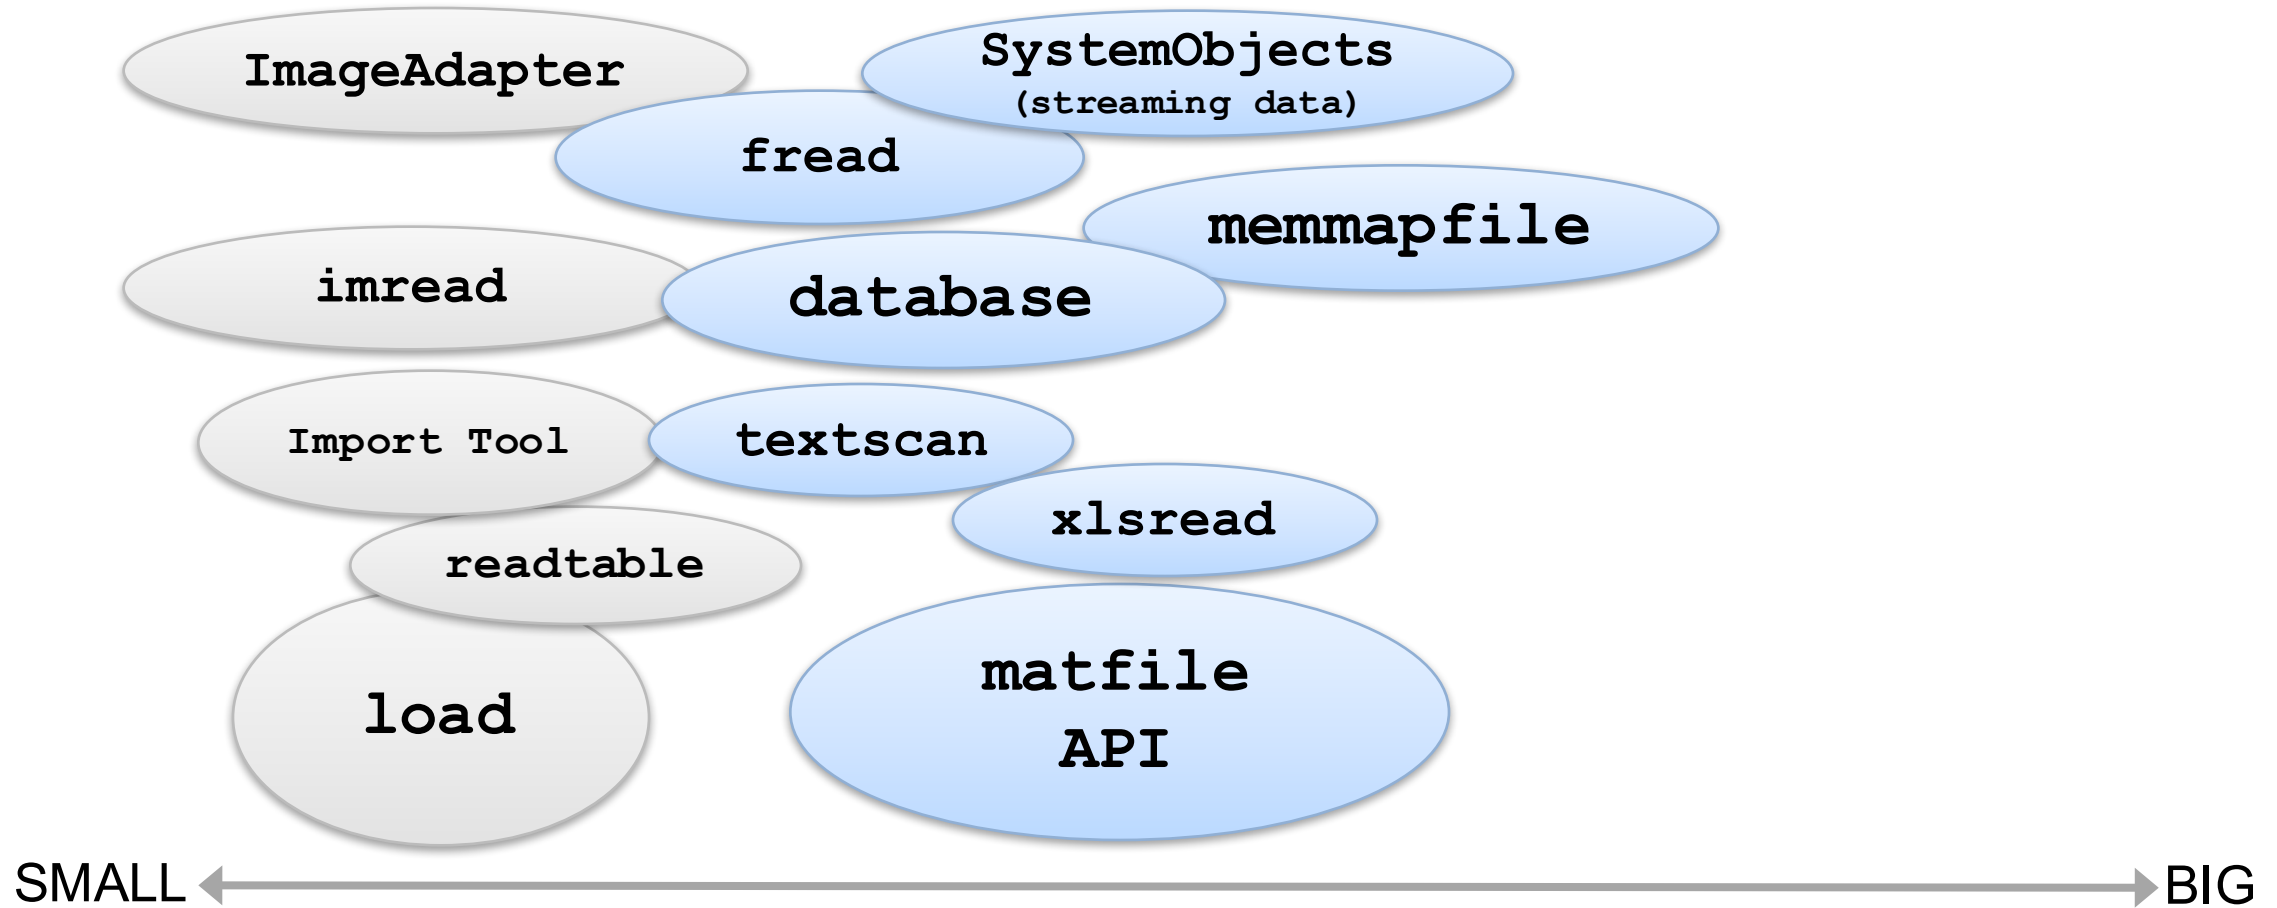 ImageAdapter
SystemObjects
(streaming data)
fread
memmapfile
imread
database
Import Tool
textscan
xlsread
readtable
matfile
API
load
SMALL
BIG